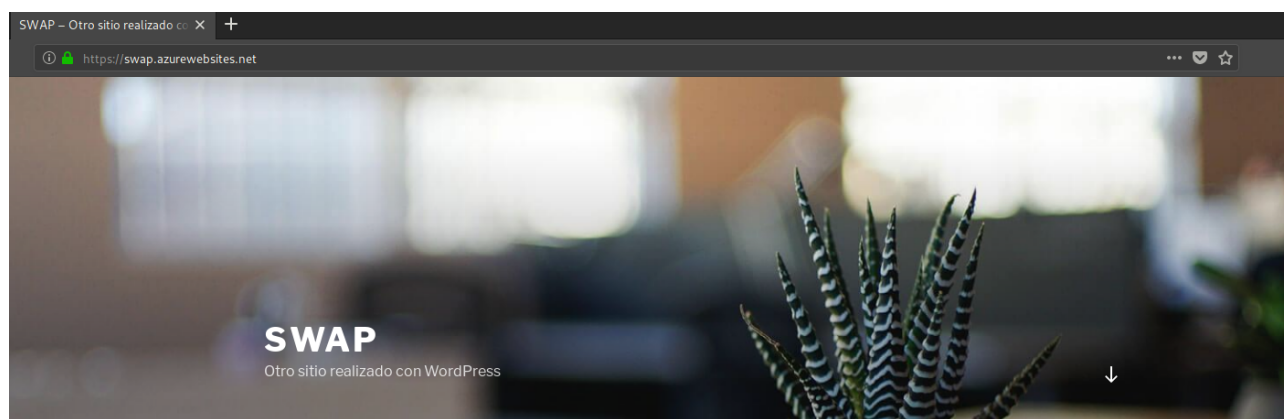 SWAP – Otro sitio realizado co
https://swap.azurewebsites.net
SWAP
Otro sitio realizado con WordPress